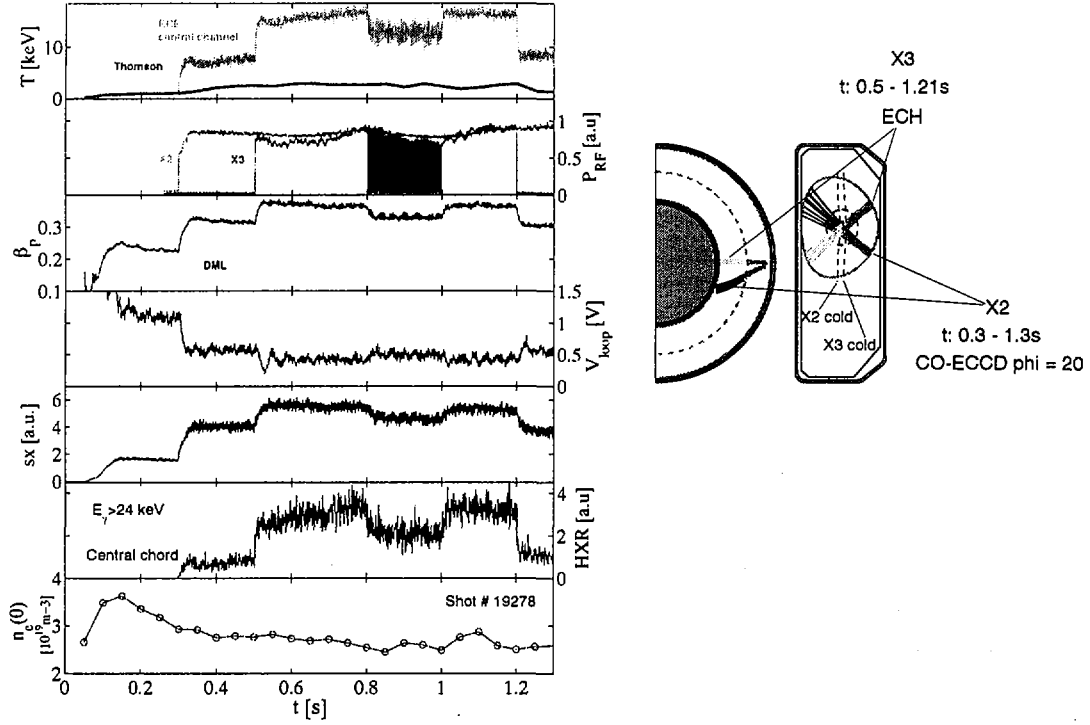 ECE
central channel
Thomson
T [keV]
10
0
X2
X3
1
0.5
0
P_RF [a.u]
0.3
0.2
0.1
β_p
DML
1.5
1
0.5
0
V_loop [V]
6
4
2
0
sx [a.u.]
E_γ>24 keV
Central chord
4
2
0
HXR [a.u]
Shot # 19278
4
3
2
n_e(0)
[10^19 m-3]
0 0.2 0.4 0.6 0.8 1 1.2
t [s]
X3
t: 0.5 - 1.21s
ECH
X2 cold
X3 cold
X2
t: 0.3 - 1.3s
CO-ECCD phi = 20